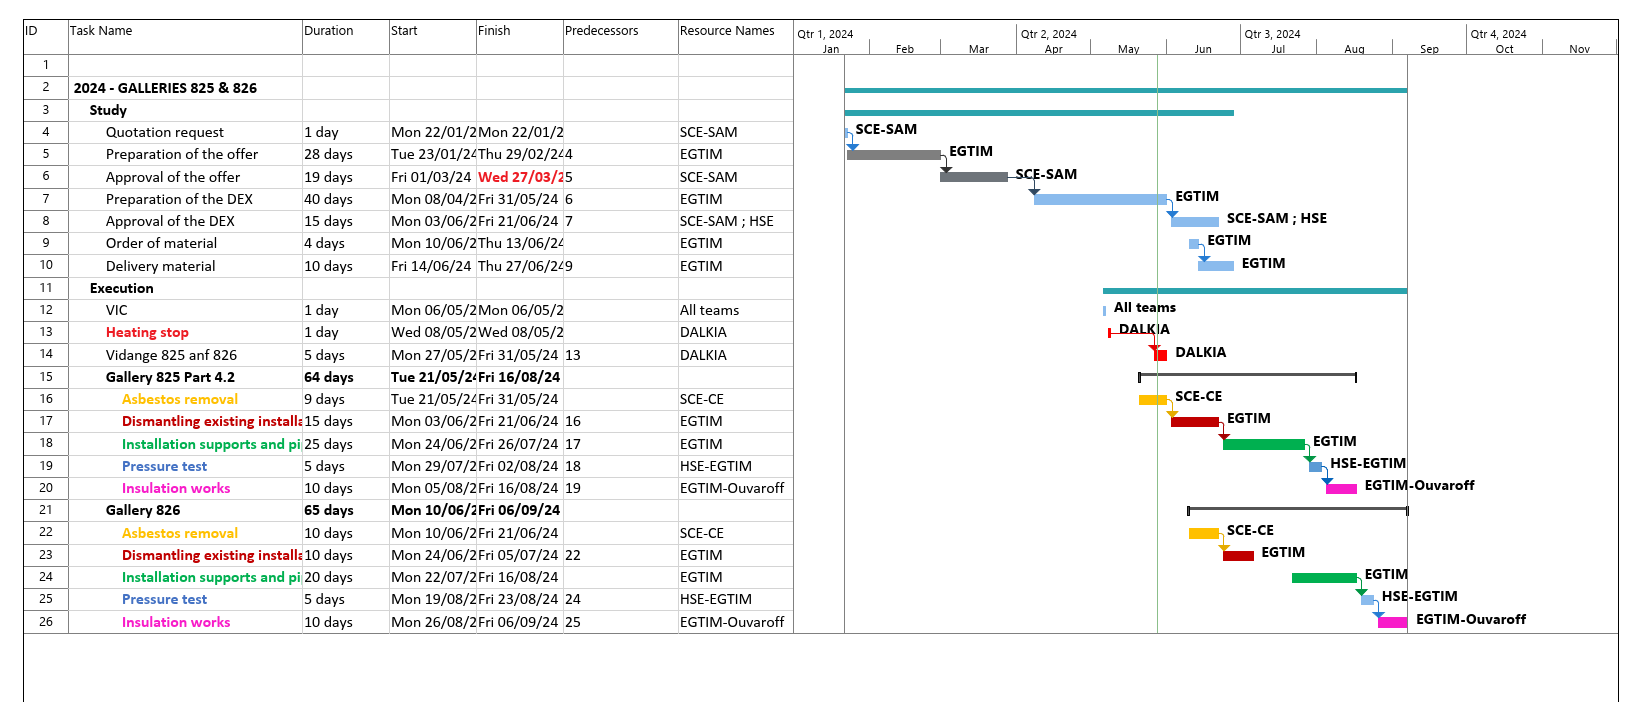 ID Task Name Duration Start Finish Predecessors Resource Names Qtr 1, 2024 Qtr 2, 2024 Qtr 3, 2024 Qtr 4, 2024
Jan Feb Mar Apr May Jun Jul Aug Sep Oct Nov
1
2 2024 - GALLERIES 825 & 826
3 Study
4 Quotation request 1 day Mon 22/01/2 Mon 22/01/2 SCE-SAM SCE-SAM
5 Preparation of the offer 28 days Tue 23/01/24 Thu 29/02/24 4 EGTIM EGTIM
6 Approval of the offer 19 days Fri 01/03/24 Wed 27/03/2 5 SCE-SAM SCE-SAM
7 Preparation of the DEX 40 days Mon 08/04/2 Fri 31/05/24 6 EGTIM EGTIM
8 Approval of the DEX 15 days Mon 03/06/2 Fri 21/06/24 7 SCE-SAM ; HSE SCE-SAM ; HSE
9 Order of material 4 days Mon 10/06/2 Thu 13/06/24 EGTIM EGTIM
10 Delivery material 10 days Fri 14/06/24 Thu 27/06/24 9 EGTIM EGTIM
11 Execution
12 VIC 1 day Mon 06/05/2 Mon 06/05/2 All teams All teams
13 Heating stop 1 day Wed 08/05/2 Wed 08/05/2 DALKIA DALKIA
14 Vidange 825 anf 826 5 days Mon 27/05/2 Fri 31/05/24 13 DALKIA DALKIA
15 Gallery 825 Part 4.2 64 days Tue 21/05/24 Fri 16/08/24
16 Asbestos removal 9 days Tue 21/05/24 Fri 31/05/24 SCE-CE SCE-CE
17 Dismantling existing installa 15 days Mon 03/06/2 Fri 21/06/24 16 EGTIM EGTIM
18 Installation supports and pi 25 days Mon 24/06/2 Fri 26/07/24 17 EGTIM EGTIM
19 Pressure test 5 days Mon 29/07/2 Fri 02/08/24 18 HSE-EGTIM HSE-EGTIM
20 Insulation works 10 days Mon 05/08/2 Fri 16/08/24 19 EGTIM-Ouvaroff EGTIM-Ouvaroff
21 Gallery 826 65 days Mon 10/06/2 Fri 06/09/24
22 Asbestos removal 10 days Mon 10/06/2 Fri 21/06/24 SCE-CE SCE-CE
23 Dismantling existing installa 10 days Mon 24/06/2 Fri 05/07/24 22 EGTIM EGTIM
24 Installation supports and pi 20 days Mon 22/07/2 Fri 16/08/24 EGTIM EGTIM
25 Pressure test 5 days Mon 19/08/2 Fri 23/08/24 24 HSE-EGTIM HSE-EGTIM
26 Insulation works 10 days Mon 26/08/2 Fri 06/09/24 25 EGTIM-Ouvaroff EGTIM-Ouvaroff